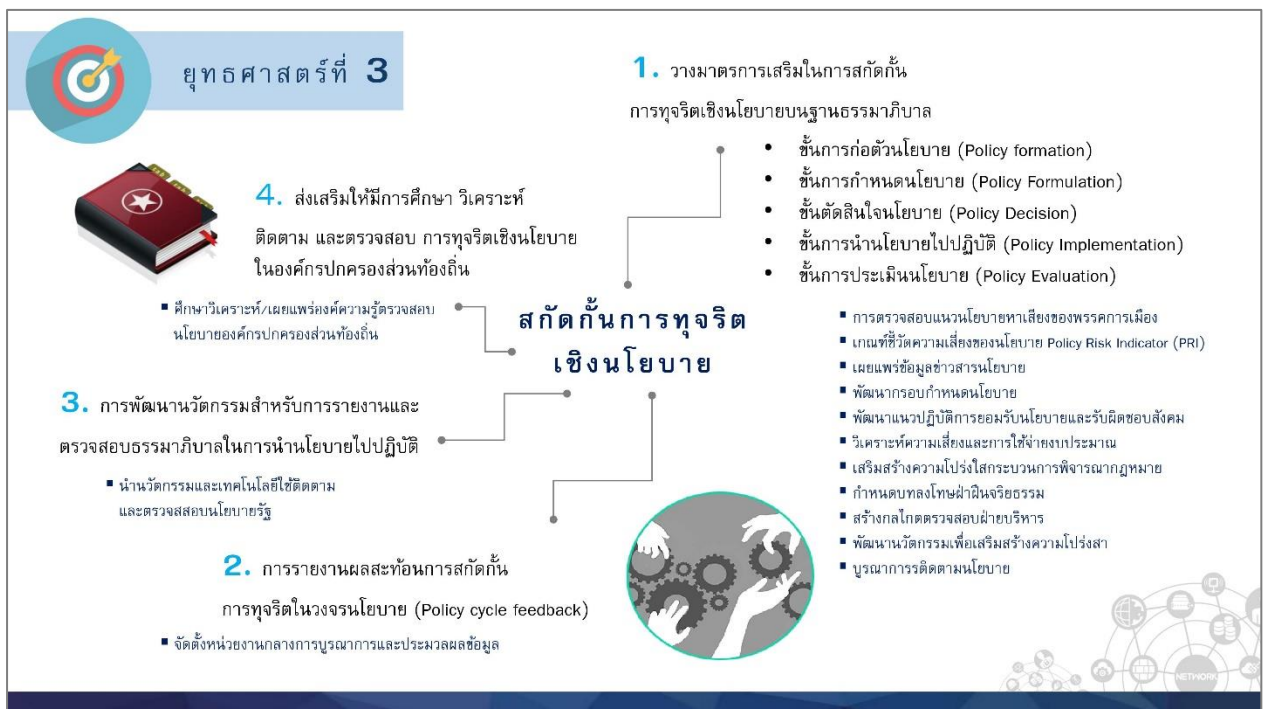 ยุทธศาสตร์ที่ 3
1. วางมาตรการเสริมในการสกัดกั้น
การทุจริตเชิงนโยบายบนฐานธรรมาภิบาล
• ขั้นการก่อตัวนโยบาย (Policy formation)
• ขั้นการกำหนดนโยบาย (Policy Formulation)
• ขั้นตัดสินใจนโยบาย (Policy Decision)
• ขั้นการนำนโยบายไปปฏิบัติ (Policy Implementation)
• ขั้นการประเมินนโยบาย (Policy Evaluation)
▪ การตรวจสอบแนวนโยบายหาเสียงของพรรคการเมือง
▪ เกณฑ์ชี้วัดความเสี่ยงของนโยบาย Policy Risk Indicator (PRI)
▪ เผยแพร่ข้อมูลข่าวสารนโยบาย
▪ พัฒนากรอบกำหนดนโยบาย
▪ พัฒนาแนวปฏิบัติการยอมรับนโยบายและรับผิตชอบสังคม
▪ วิเคราะห์ความเสี่ยงและการใช้จ่ายงบประมาณ
▪ เสริมสร้างความโปร่งใสกระบวนการพิจารณากฎหมาย
▪ กำหนดบทลงโทษฝ่าฝืนจริยธรรม
▪ สร้างกลไกตตรวจสอบฝ่ายบริหาร
▪ พัฒนานวัตกรรมเพื่อเสริมสร้างความโปร่งสา
▪ บูรณาการรติดตามนโยบาย
4. ส่งเสริมให้มีการศึกษา วิเคราะห์
ติดตาม และตรวจสอบ การทุจริตเชิงนโยบาย
ในองค์กรปกครองส่วนท้องถิ่น
▪ ศึกษาวิเคราะห์/เผยแพร่องค์ความรู้ตรวจสอบ
นโยบายองค์กรปกครองส่วนท้องถิ่น
สกัดกั้นการทุจริต
เชิงนโยบาย
3. การพัฒนานวัตกรรมสำหรับการรายงานและ
ตรวจสอบธรรมาภิบาลในการนำนโยบายไปปฏิบัติ
▪ นำนวัตกรรมและเทคโนโลยีใช้ติดตาม
และตรวจสสอบนโยบายรัฐ
2. การรายงานผลสะท้อนการสกัดกั้น
การทุจริตในวงจรนโยบาย (Policy cycle feedback)
▪ จัดตั้งหน่วยงานกลางการบูรณาการและประมวลผลข้อมูล
NETWORK